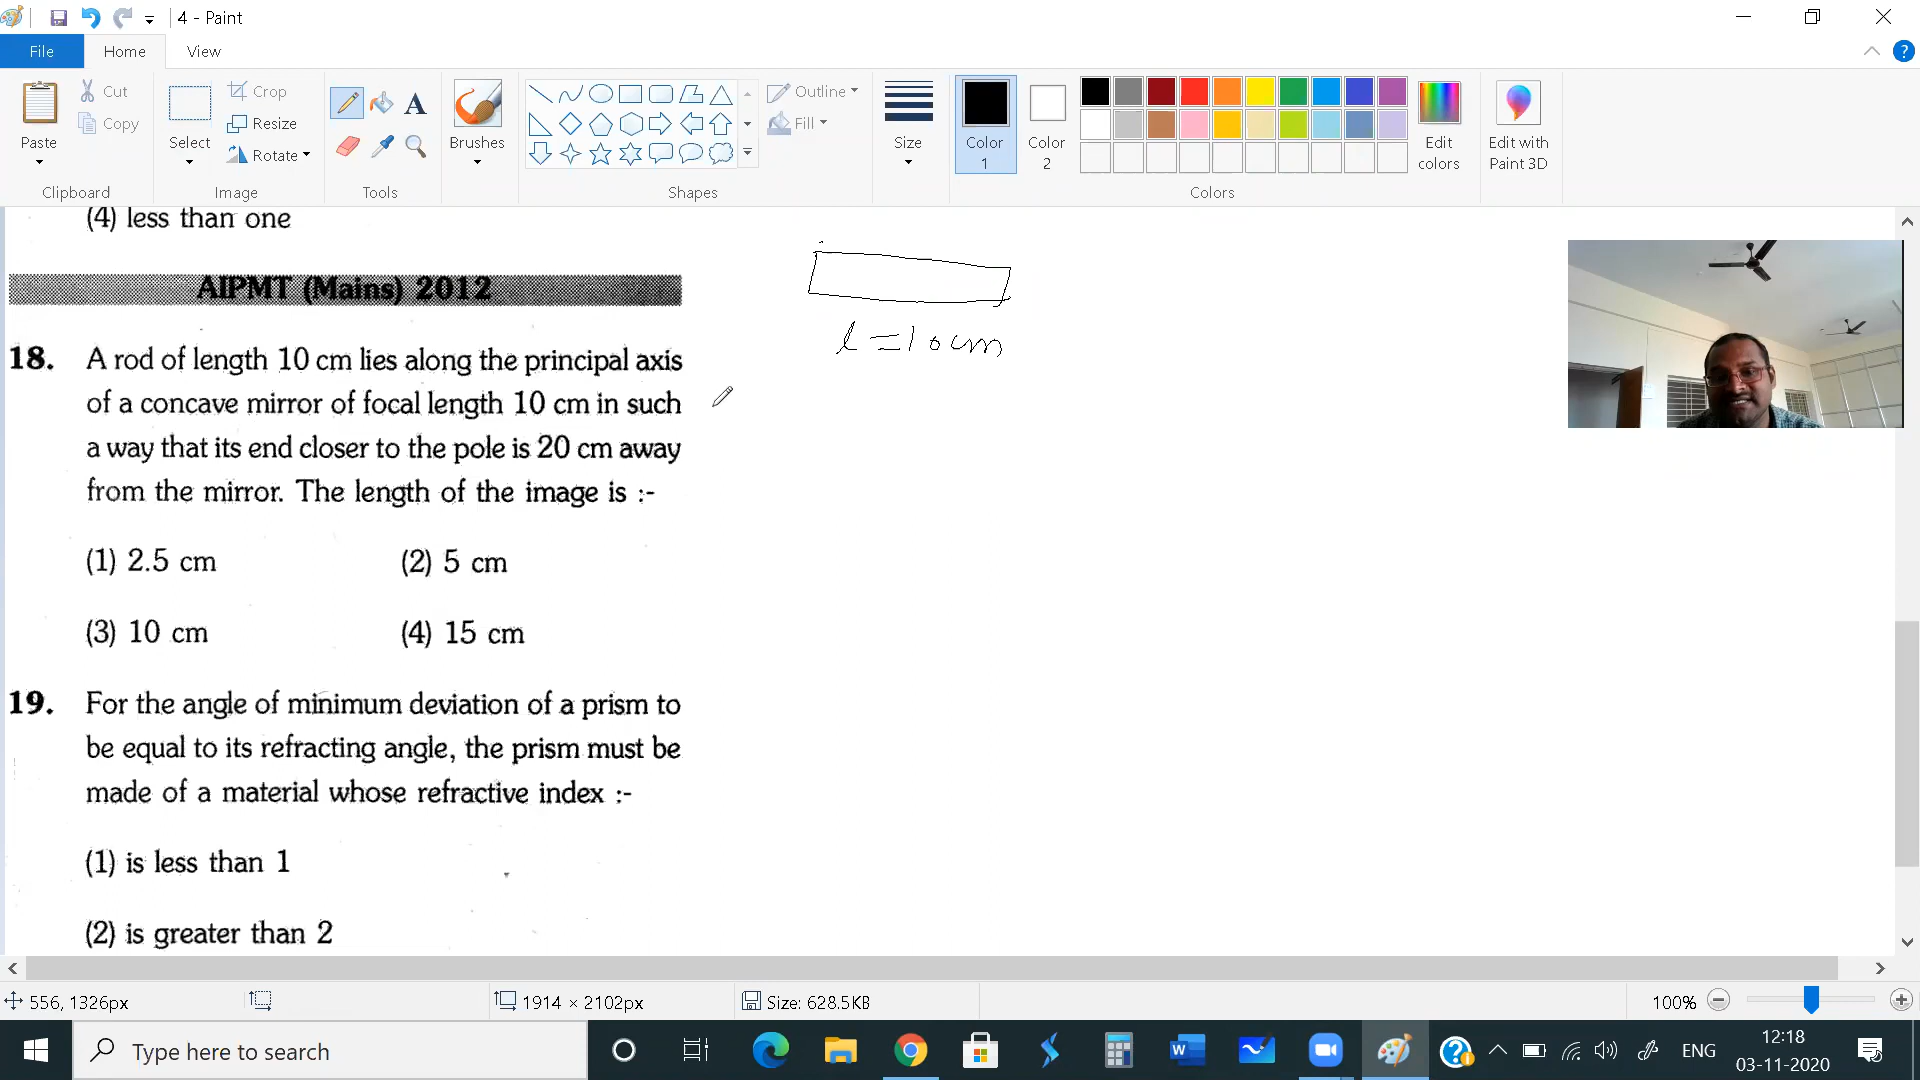 4 - Paint
File
Home
View
Paste
Cut
Copy
Clipboard
Select
Crop
Resize
Rotate
Image
A
Tools
Brushes
Shapes
Outline
Fill
Size
Color 1
Color 2
Colors
Edit colors
Edit with Paint 3D
(4) less than one
AIPMT (Mains) 2012
18. A rod of length 10 cm lies along the principal axis
of a concave mirror of focal length 10 cm in such
a way that its end closer to the pole is 20 cm away
from the mirror. The length of the image is :-
(1) 2.5 cm (2) 5 cm
(3) 10 cm (4) 15 cm
19. For the angle of minimum deviation of a prism to
be equal to its refracting angle, the prism must be
made of a material whose refractive index :-
(1) is less than 1
(2) is greater than 2
l = 10 cm
556, 1326px
1914 × 2102px
Size: 628.5KB
100%
Type here to search
W
ENG
12:18
03-11-2020